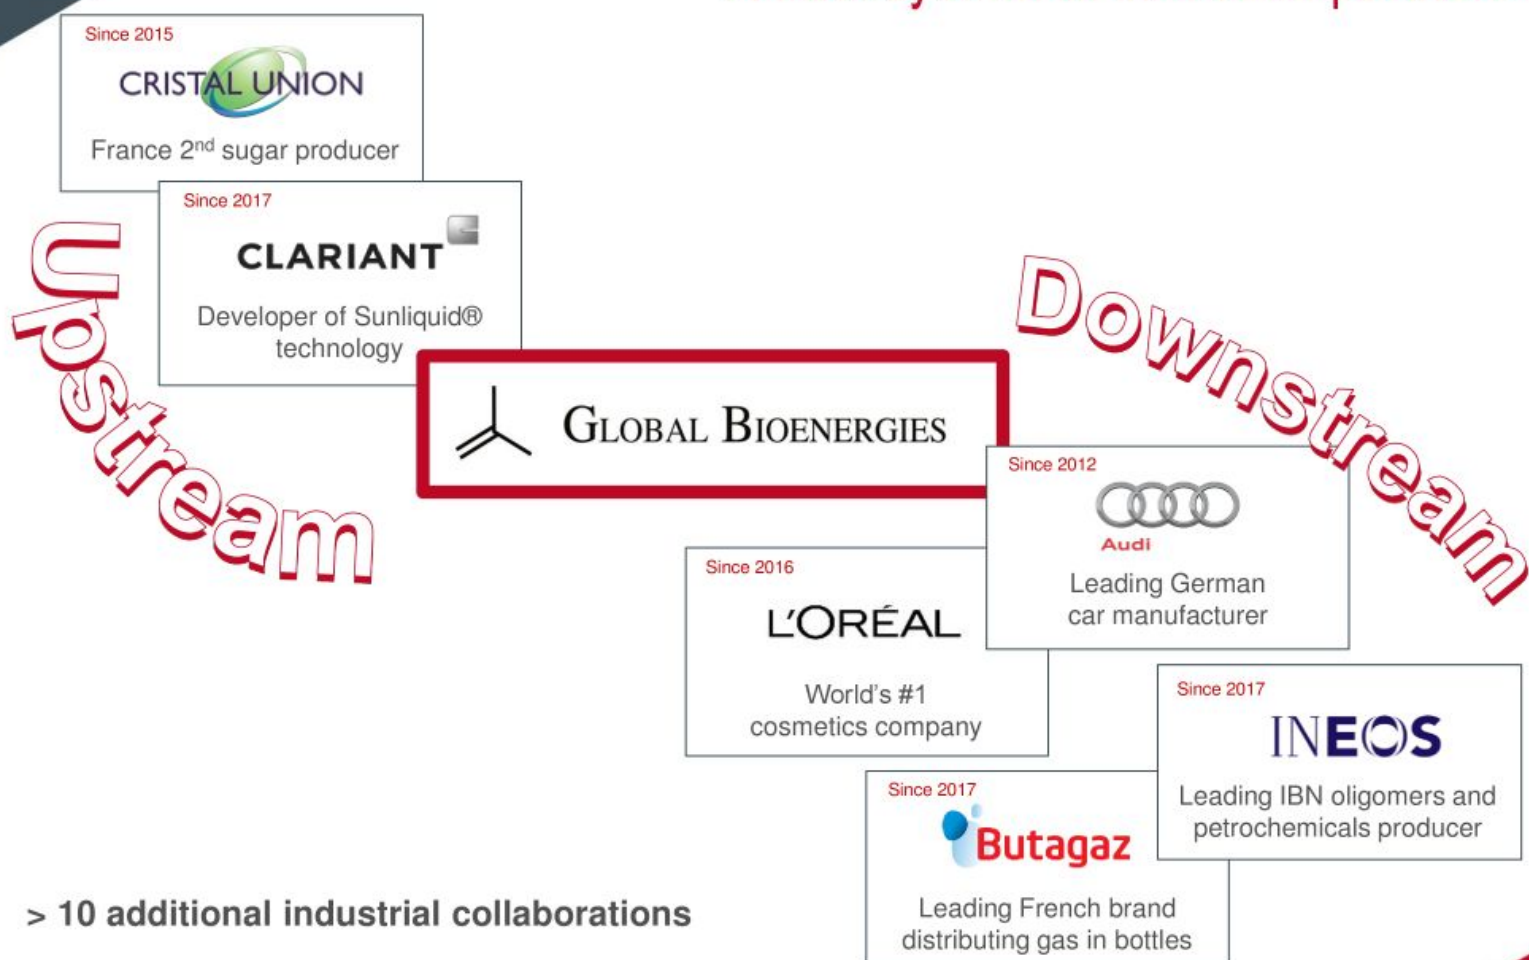 Since 2015
CRISTAL UNION
France 2nd sugar producer
Since 2017
CLARIANT
Developer of Sunliquid®
technology
Upstream
GLOBAL BIOENERGIES
Downstream
Since 2012
Audi
Leading German
car manufacturer
Since 2016
L'ORÉAL
World's #1
cosmetics company
Since 2017
INEOS
Leading IBN oligomers and
petrochemicals producer
Since 2017
Butagaz
Leading French brand
distributing gas in bottles
> 10 additional industrial collaborations